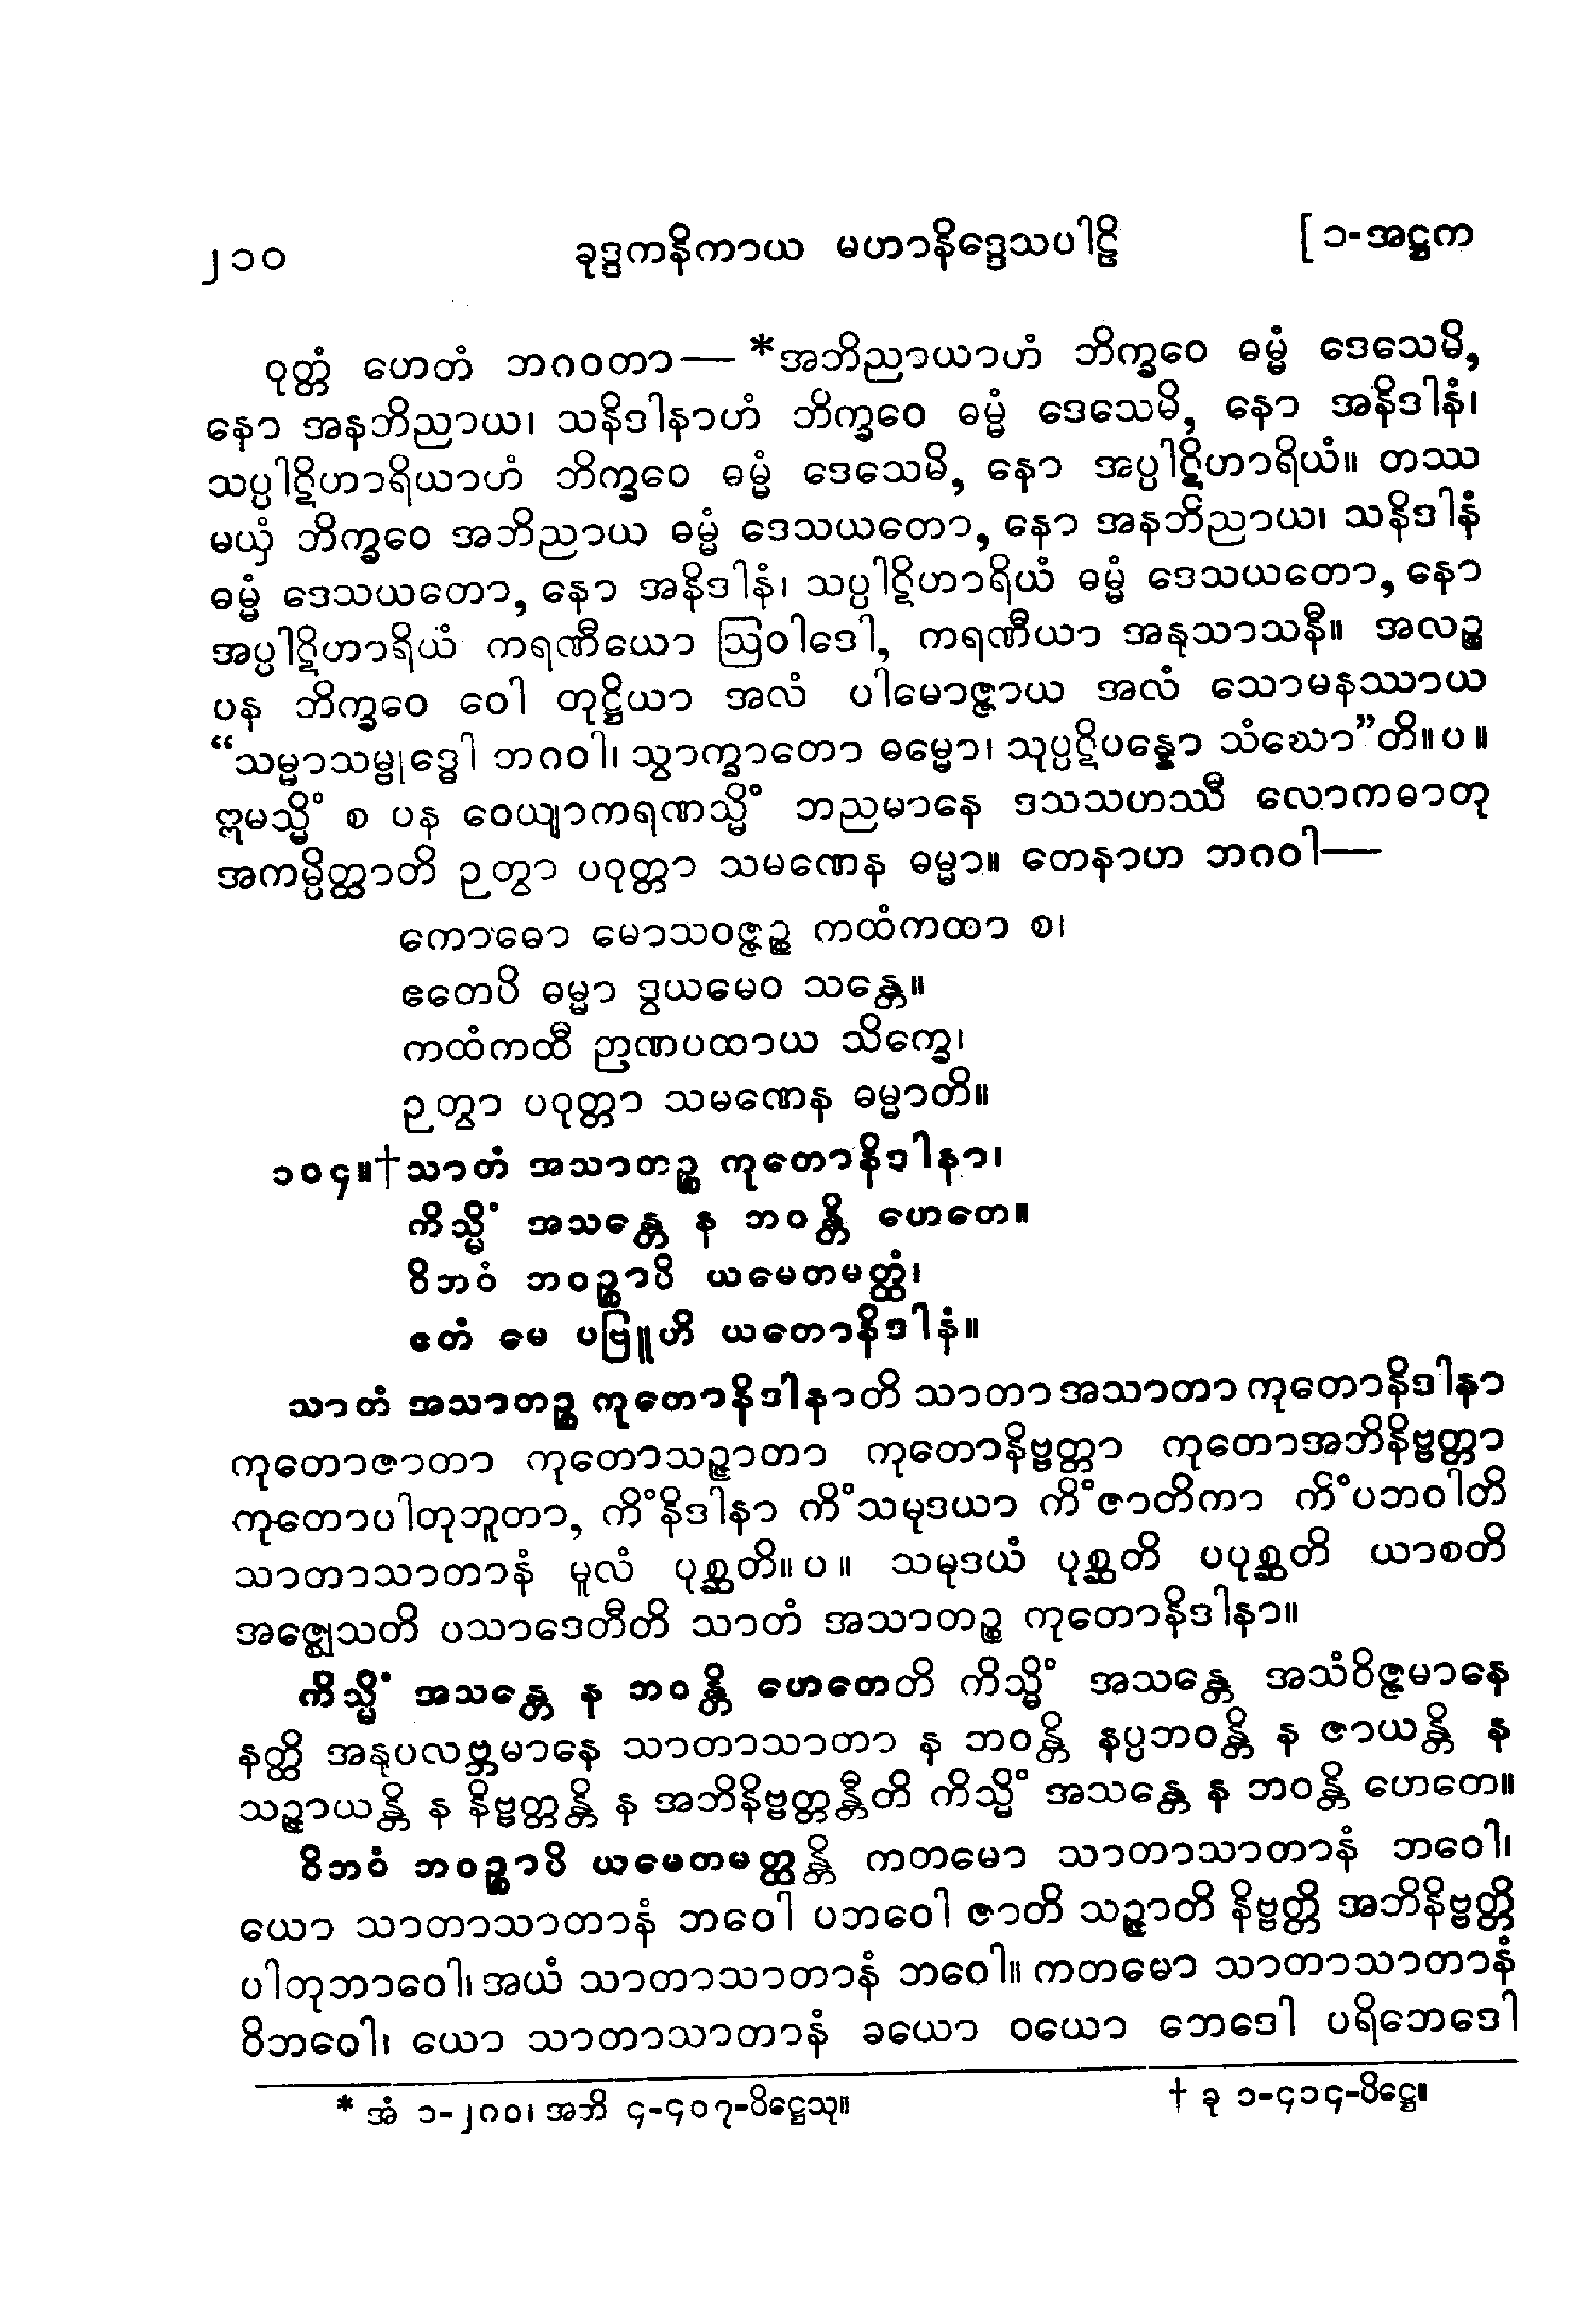 ၂၁၀ ခုဒ္ဒကနိကာယ မဟာနိဒ္ဒေသပါဠိ [ ၁-အဋ္ဌက
ဝုတ္တံ ဟေတံ ဘဂဝတာ— *အဘိညာယာဟံ ဘိက္ခဝေ ဓမ္မံ ဒေသေမိ,
နော အနဘိညာယ၊ သနိဒါနာဟံ ဘိက္ခဝေ ဓမ္မံ ဒေသေမိ, နော အနိဒါနံ၊
သပ္ပါဋိဟာရိယာဟံ ဘိက္ခဝေ ဓမ္မံ ဒေသေမိ, နော အပ္ပါဋိဟာရိယံ။ တဿ
မယှံ ဘိက္ခဝေ အဘိညာယ ဓမ္မံ ဒေသယတော, နော အနဘိညာယ၊ သနိဒါနံ
ဓမ္မံ ဒေသယတော, နော အနိဒါနံ၊ သပ္ပါဋိဟာရိယံ ဓမ္မံ ဒေသယတော, နော
အပ္ပါဋိဟာရိယံ ကရဏီယော ဩဝါဒေါ, ကရဏီယာ အနုသာသနီ။ အလဉ္စ
ပန ဘိက္ခဝေ ဝေါ တုဋ္ဌိယာ အလံ ပါမောဇ္ဇာယ အလံ သောမနဿာယ
“သမ္မာသမ္ဗုဒ္ဓေါ ဘဂဝါ၊ သွာက္ခာတော ဓမ္မော၊ သုပ္ပဋိပန္နော သံဃော”တိ။ပ။
ဣမသ္မိံ စ ပန ဝေယျာကရဏသ္မိံ ဘညမာနေ ဒသသဟဿီ လောကဓာတု
အကမ္ပိတ္ထာတိ ဉတွာ ပဝုတ္တာ သမဏေန ဓမ္မာ။ တေနာဟ ဘဂဝါ—
ကောဓော မောသဝဇ္ဇဉ္စ ကထံကထာ စ၊
ဧတေပိ ဓမ္မာ ဒွယမေဝ သန္တေ။
ကထံကထီ ဉာဏပထာယ သိက္ခေ၊
ဉတွာ ပဝုတ္တာ သမဏေန ဓမ္မာတိ။
၁၀၄။†သာတံ အသာတဉ္စ ကုတောနိဒါနာ၊
ကိသ္မိံ အသန္တေ န ဘဝန္တိ ဟေတေ။
ဝိဘဝံ ဘဝဉ္စာပိ ယမေတမတ္ထံ၊
ဧတံ မေ ပဗြူဟိ ယတောနိဒါနံ။
သာတံ အသာတဉ္စ ကုတောနိဒါနာတိ သာတာ အသာတာ ကုတောနိဒါနာ
ကုတောဇာတာ ကုတောသဉ္ဇာတာ ကုတောနိဗ္ဗတ္တာ ကုတောအဘိနိဗ္ဗတ္တာ
ကုတောပါတုဘူတာ, ကိံနိဒါနာ ကိံသမုဒယာ ကိံဇာတိကာ ကိံပဘဝါတိ
သာတာသာတာနံ မူလံ ပုစ္ဆတိ။ပ။ သမုဒယံ ပုစ္ဆတိ ပပုစ္ဆတိ ယာစတိ
အဇ္ဈေသတိ ပသာဒေတီတိ သာတံ အသာတဉ္စ ကုတောနိဒါနာ။
ကိသ္မိံ အသန္တေ န ဘဝန္တိ ဟေတေတိ ကိသ္မိံ အသန္တေ အသံဝိဇ္ဇမာနေ
နတ္ထိ အနုပလဗ္ဘမာနေ သာတာသာတာ န ဘဝန္တိ နပ္ပဘဝန္တိ န ဇာယန္တိ န
သဉ္ဇာယန္တိ န နိဗ္ဗတ္တန္တိ န အဘိနိဗ္ဗတ္တန္တီတိ ကိသ္မိံ အသန္တေ န ဘဝန္တိ ဟေတေ။
ဝိဘဝံ ဘဝဉ္စာပိ ယမေတမတ္ထန္တိ ကတမော သာတာသာတာနံ ဘဝေါ၊
ယော သာတာသာတာနံ ဘဝေါ ပဘဝေါ ဇာတိ သဉ္ဇာတိ နိဗ္ဗတ္တိ အဘိနိဗ္ဗတ္တိ
ပါတုဘာဝေါ၊ အယံ သာတာသာတာနံ ဘဝေါ။ ကတမော သာတာသာတာနံ
ဝိဘဝေါ၊ ယော သာတာသာတာနံ ခယော ဝယော ဘေဒေါ ပရိဘေဒေါ
* အံ ၁-၂၈၀၊ အဘိ ၄-၄၀၇-ပိဋ္ဌေသု။ † ခု ၁-၄၁၄-ပိဋ္ဌေ။